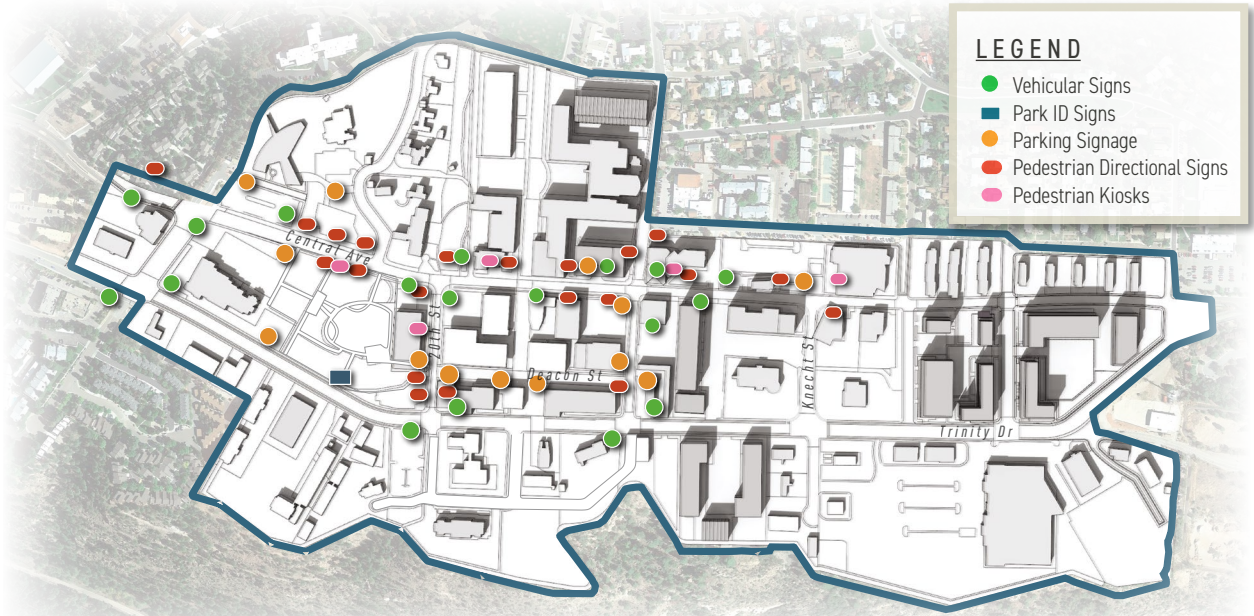 LEGEND
Vehicular Signs
Park ID Signs
Parking Signage
Pedestrian Directional Signs
Pedestrian Kiosks
Central Ave
20th St
Deacon St
Knecht St
Trinity Dr